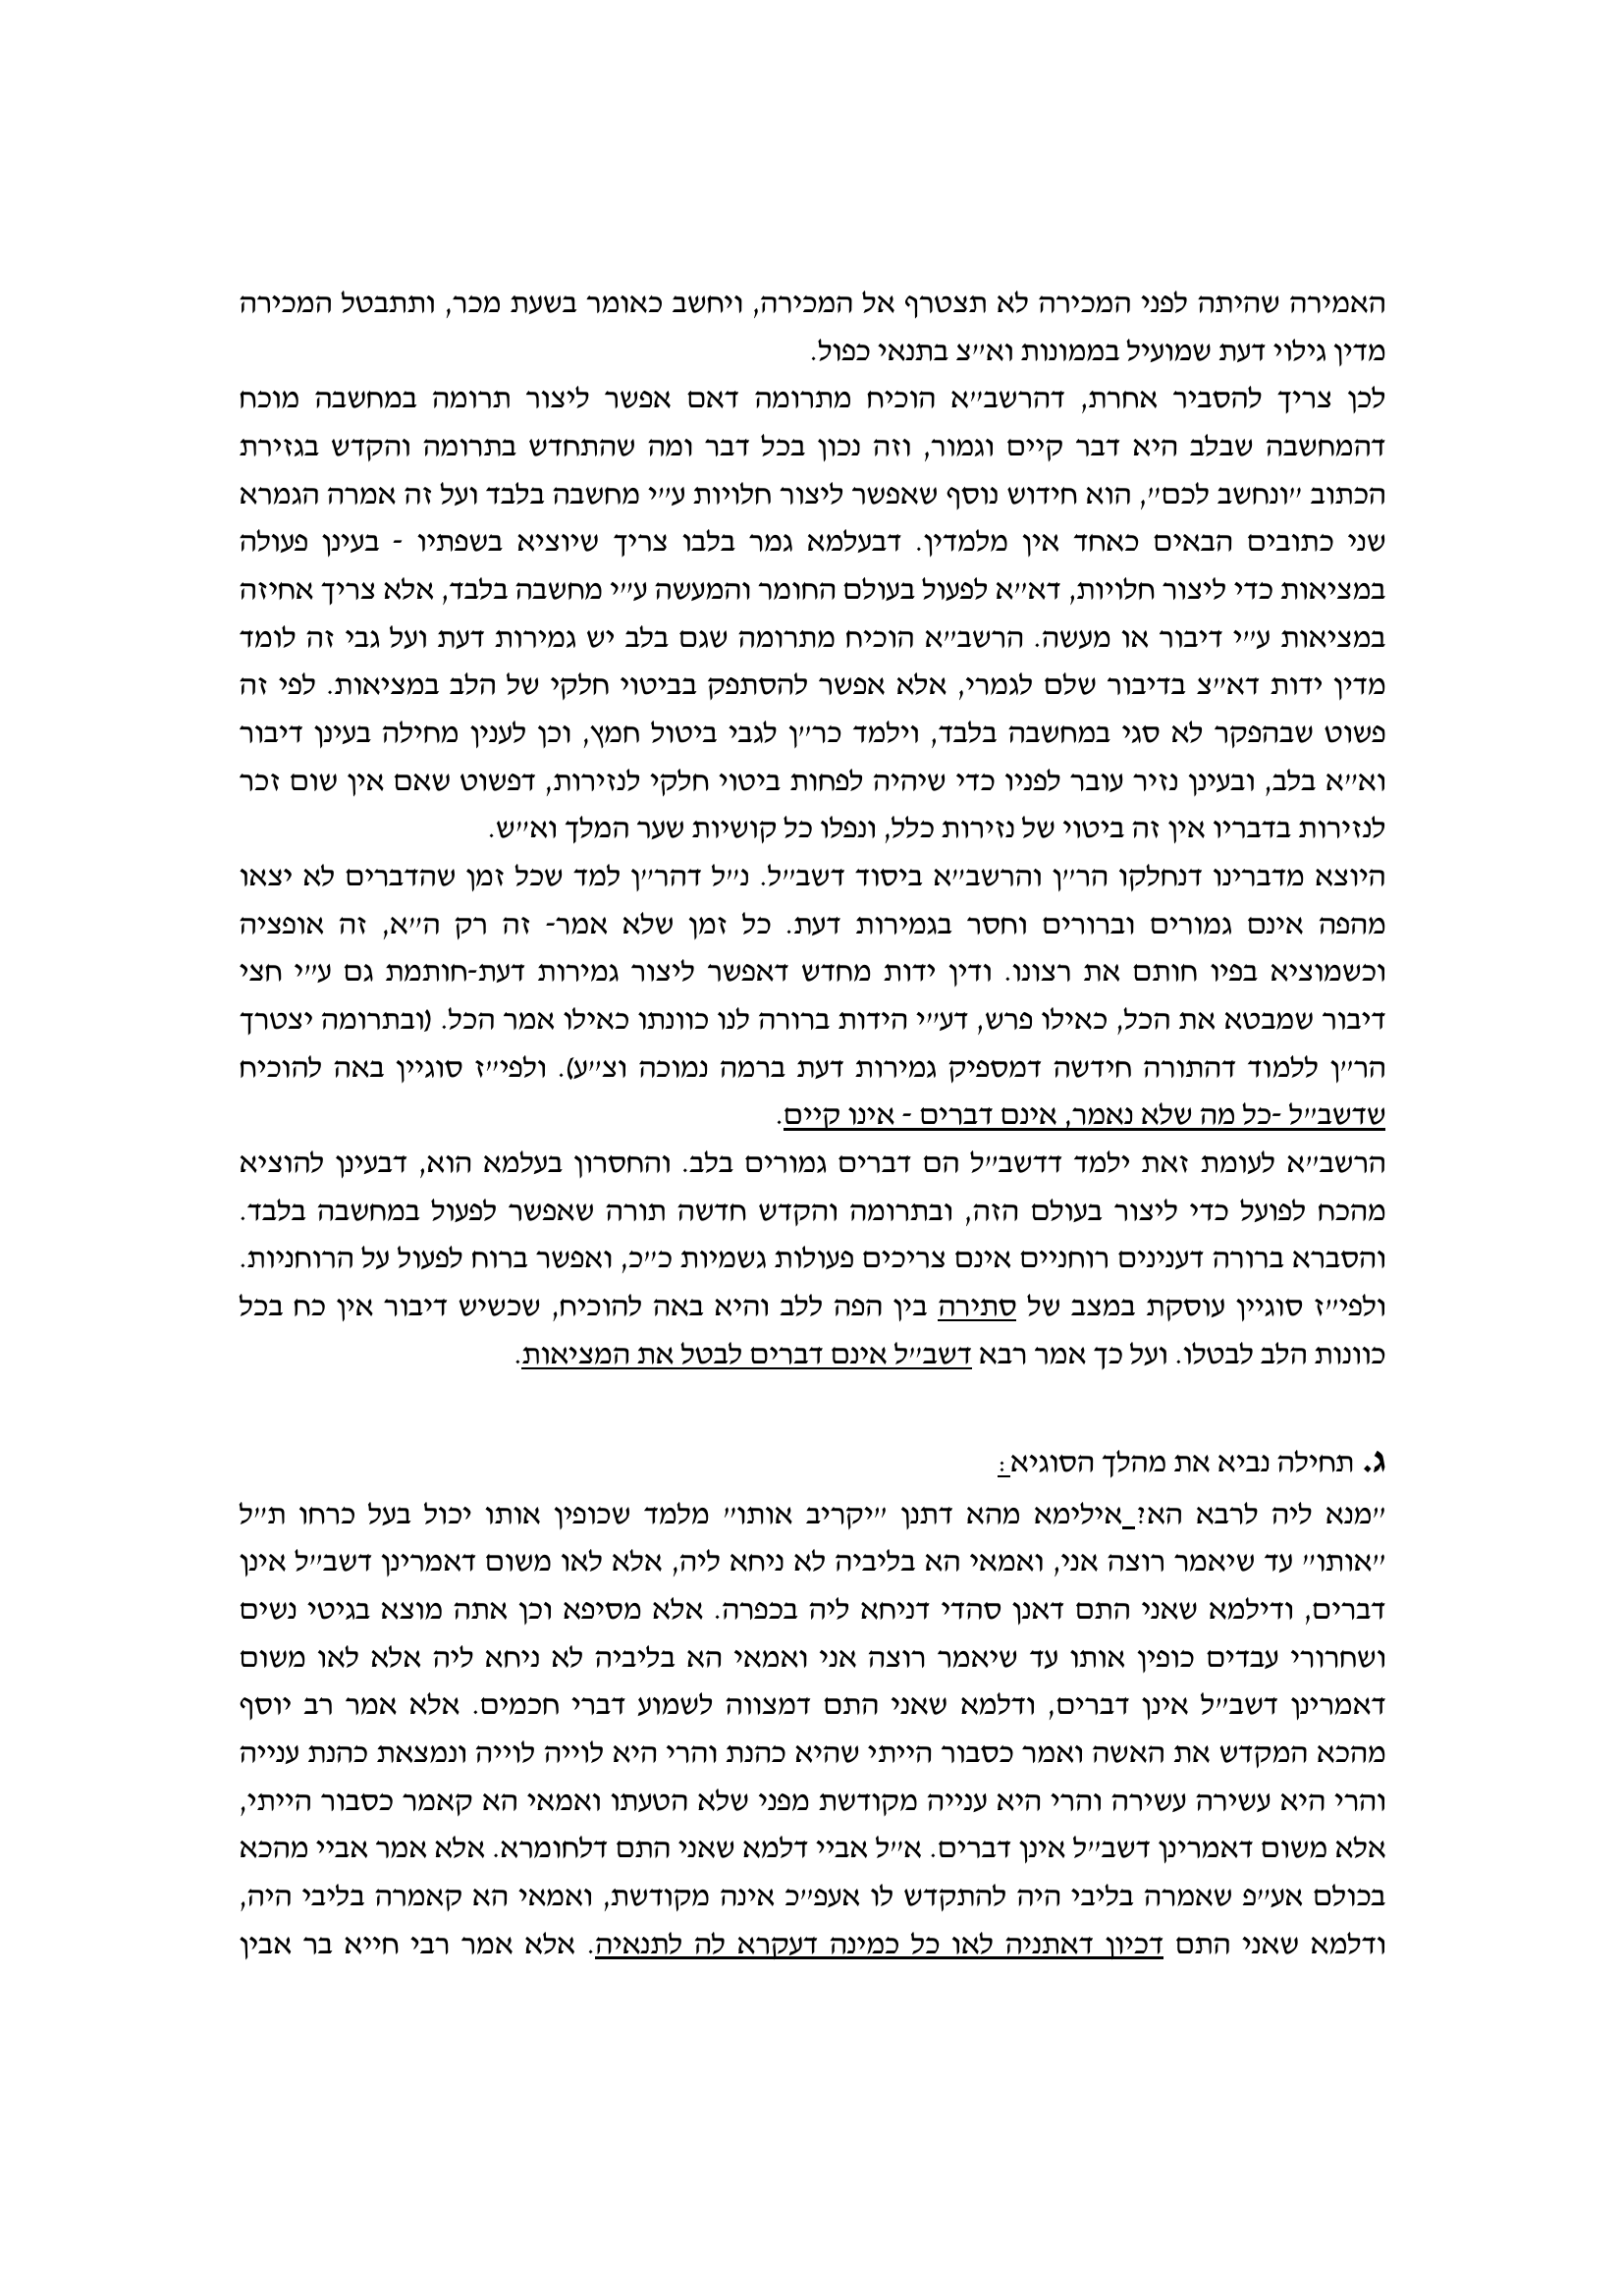 האמירה שהיתה לפני המכירה לא תצטרף אל המכירה, ויחשב כאומר בשעת מכר, ותתבטל המכירה
מדין גילוי דעת שמועיל בממונות וא״צ בתנאי כפול.
לכן צריך להסביר אחרת, דהרשב״א הוכיח מתרומה דאם אפשר ליצור תרומה במחשבה מוכח
דהמחשבה שבלב היא דבר קיים וגמור, וזה נכון בכל דבר ומה שהתחדש בתרומה והקדש בגזירת
הכתוב ״ונחשב לכם״, הוא חידוש נוסף שאפשר ליצור חלויות ע״י מחשבה בלבד ועל זה אמרה הגמרא
שני כתובים הבאים כאחד אין מלמדין. דבעלמא גמר בלבו צריך שיוציא בשפתיו - בעינן פעולה
במציאות כדי ליצור חלויות, דא״א לפעול בעולם החומר והמעשה ע״י מחשבה בלבד, אלא צריך אחיזה
במציאות ע״י דיבור או מעשה. הרשב״א הוכיח מתרומה שגם בלב יש גמירות דעת ועל גבי זה לומד
מדין ידות דא״צ בדיבור שלם לגמרי, אלא אפשר להסתפק בביטוי חלקי של הלב במציאות. לפי זה
פשוט שבהפקר לא סגי במחשבה בלבד, וילמד כר״ן לגבי ביטול חמץ, וכן לענין מחילה בעינן דיבור
וא״א בלב, ובעינן נזיר עובר לפניו כדי שיהיה לפחות ביטוי חלקי לנזירות, דפשוט שאם אין שום זכר
לנזירות בדבריו אין זה ביטוי של נזירות כלל, ונפלו כל קושיות שער המלך וא״ש.
היוצא מדברינו דנחלקו הר״ן והרשב״א ביסוד דשב״ל. נ״ל דהר״ן למד שכל זמן שהדברים לא יצאו
מהפה אינם גמורים וברורים וחסר בגמירות דעת. כל זמן שלא אמר- זה רק ה״א, זה אופציה
וכשמוציא בפיו חותם את רצונו. ודין ידות מחדש דאפשר ליצור גמירות דעת-חותמת גם ע״י חצי
דיבור שמבטא את הכל, כאילו פרש, דע״י הידות ברורה לנו כוונתו כאילו אמר הכל. (ובתרומה יצטרך
הר״ן ללמוד דהתורה חידשה דמספיק גמירות דעת ברמה נמוכה וצ״ע). ולפי״ז סוגיין באה להוכיח
שדשב״ל -כל מה שלא נאמר, אינם דברים - אינו קיים.
הרשב״א לעומת זאת ילמד דדשב״ל הם דברים גמורים בלב. והחסרון בעלמא הוא, דבעינן להוציא
מהכח לפועל כדי ליצור בעולם הזה, ובתרומה והקדש חדשה תורה שאפשר לפעול במחשבה בלבד.
והסברא ברורה דענינים רוחניים אינם צריכים פעולות גשמיות כ״כ, ואפשר ברוח לפעול על הרוחניות.
ולפי״ז סוגיין עוסקת במצב של סתירה בין הפה ללב והיא באה להוכיח, שכשיש דיבור אין כח בכל
כוונות הלב לבטלו. ועל כך אמר רבא דשב״ל אינם דברים לבטל את המציאות.
ג. תחילה נביא את מהלך הסוגיא:
״מנא ליה לרבא הא? אילימא מהא דתנן ״יקריב אותו״ מלמד שכופין אותו יכול בעל כרחו ת״ל
״אותו״ עד שיאמר רוצה אני, ואמאי הא בליביה לא ניחא ליה, אלא לאו משום דאמרינן דשב״ל אינן
דברים, ודילמא שאני התם דאנן סהדי דניחא ליה בכפרה. אלא מסיפא וכן אתה מוצא בגיטי נשים
ושחרורי עבדים כופין אותו עד שיאמר רוצה אני ואמאי הא בליביה לא ניחא ליה אלא לאו משום
דאמרינן דשב״ל אינן דברים, ודלמא שאני התם דמצווה לשמוע דברי חכמים. אלא אמר רב יוסף
מהכא המקדש את האשה ואמר כסבור הייתי שהיא כהנת והרי היא לוייה לוייה ונמצאת כהנת ענייה
והרי היא עשירה עשירה והרי היא ענייה מקודשת מפני שלא הטעתו ואמאי הא קאמר כסבור הייתי,
אלא משום דאמרינן דשב״ל אינן דברים. א״ל אביי דלמא שאני התם דלחומרא. אלא אמר אביי מהכא
בכולם אע״פ שאמרה בליבי היה להתקדש לו אעפ״כ אינה מקודשת, ואמאי הא קאמרה בליבי היה,
ודלמא שאני התם דכיון דאתניה לאו כל כמינה דעקרא לה לתנאיה. אלא אמר רבי חייא בר אבין